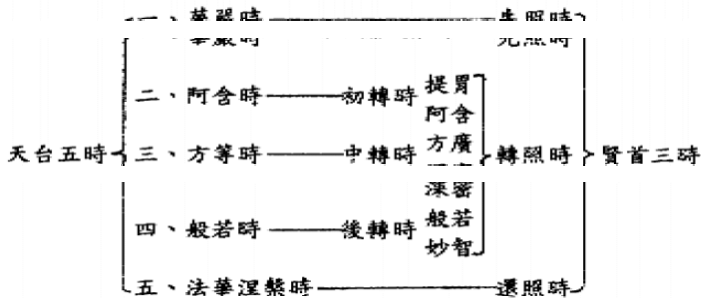 一、華嚴時 先照時
二、阿含時 初轉時 提胃 阿含
天台五時 三、方等時 中轉時 方廣 深密 轉照時 賢首三時
四、般若時 後轉時 般若 妙智
五、法華涅槃時 還照時